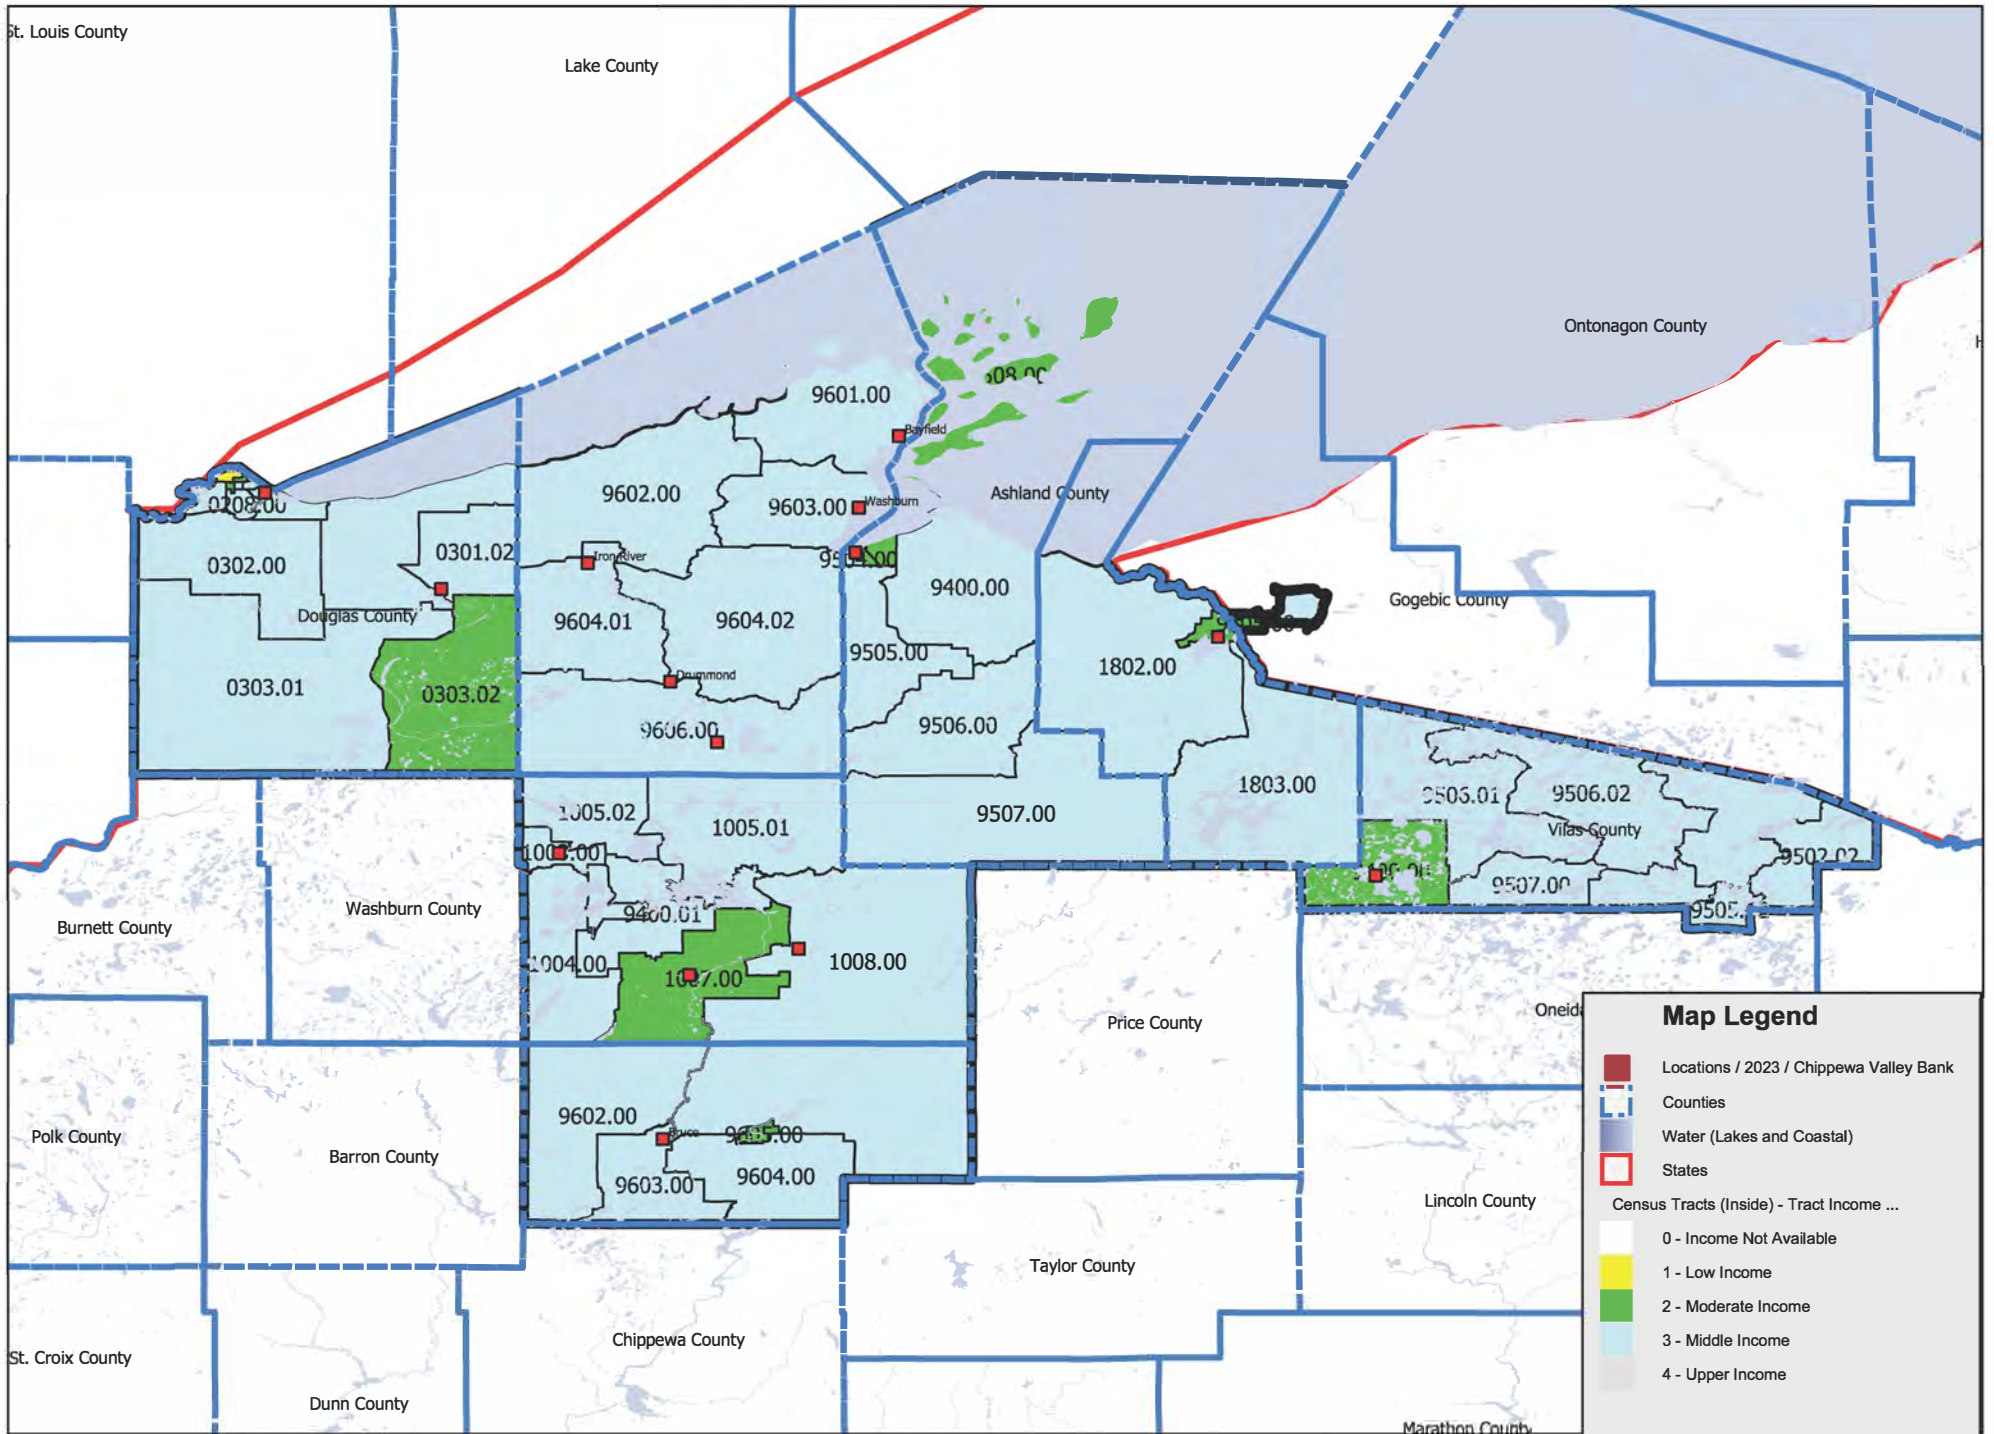 St. Louis County
Lake County
Ontonagon County
9601.00
Bayfield
9602.00
Ashland County
9603.00
Washburn
0208.00
0301.02
Iron River
0302.00
9400.00
Gogebic County
Douglas County
9604.01
9604.02
9505.00
1802.00
0303.01
0303.02
Drummond
9606.00
9506.00
1803.00
9506.01
9506.02
1005.02
1005.01
9507.00
Vilas County
9502.02
9507.00
9505.
Burnett County
Washburn County
9400.01
1004.00
1007.00
1008.00
Price County
Polk County
Barron County
9602.00
Bruce
9603.00
9604.00
Lincoln County
Taylor County
Chippewa County
St. Croix County
Dunn County
Marathon County
Map Legend
Locations / 2023 / Chippewa Valley Bank
Counties
Water (Lakes and Coastal)
States
Census Tracts (Inside) - Tract Income ...
0 - Income Not Available
1 - Low Income
2 - Moderate Income
3 - Middle Income
4 - Upper Income